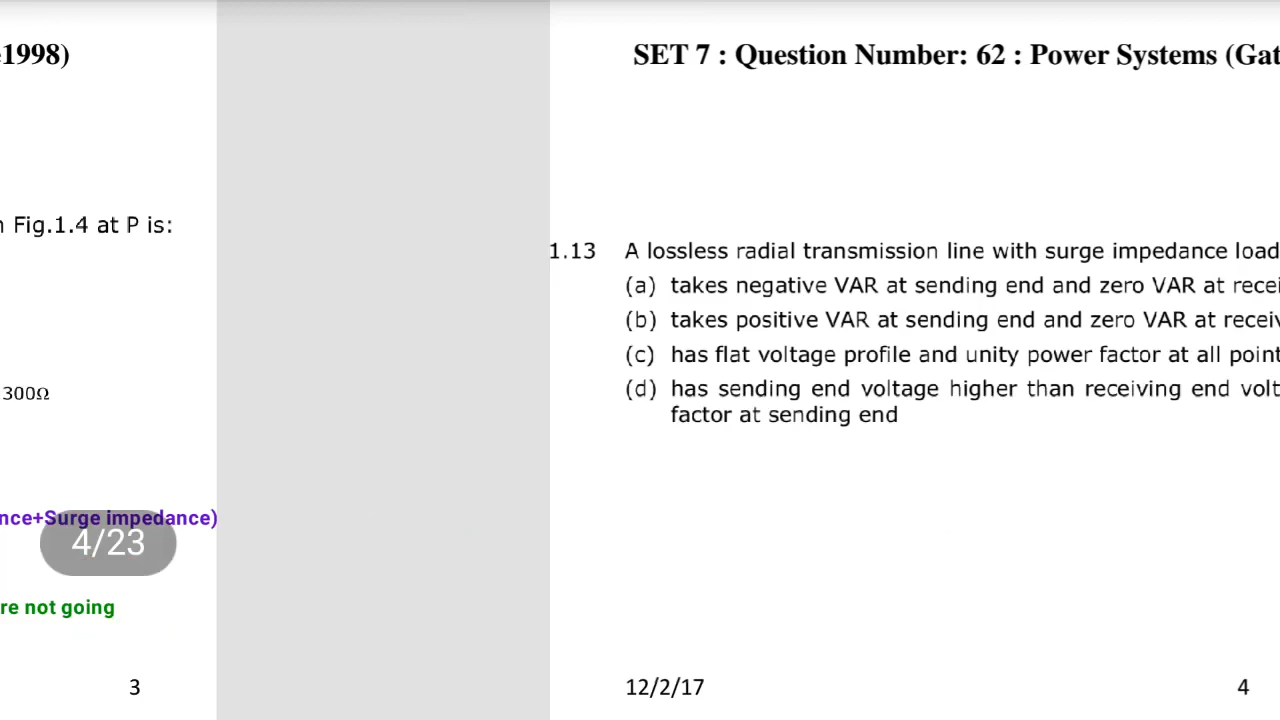 1998)
n Fig.1.4 at P is:
300Ω
nce+Surge impedance)
4/23
re not going
3
SET 7 : Question Number: 62 : Power Systems (Gat
1.13 A lossless radial transmission line with surge impedance load
(a) takes negative VAR at sending end and zero VAR at recei
(b) takes positive VAR at sending end and zero VAR at receiv
(c) has flat voltage profile and unity power factor at all point
(d) has sending end voltage higher than receiving end volt
factor at sending end
12/2/17
4